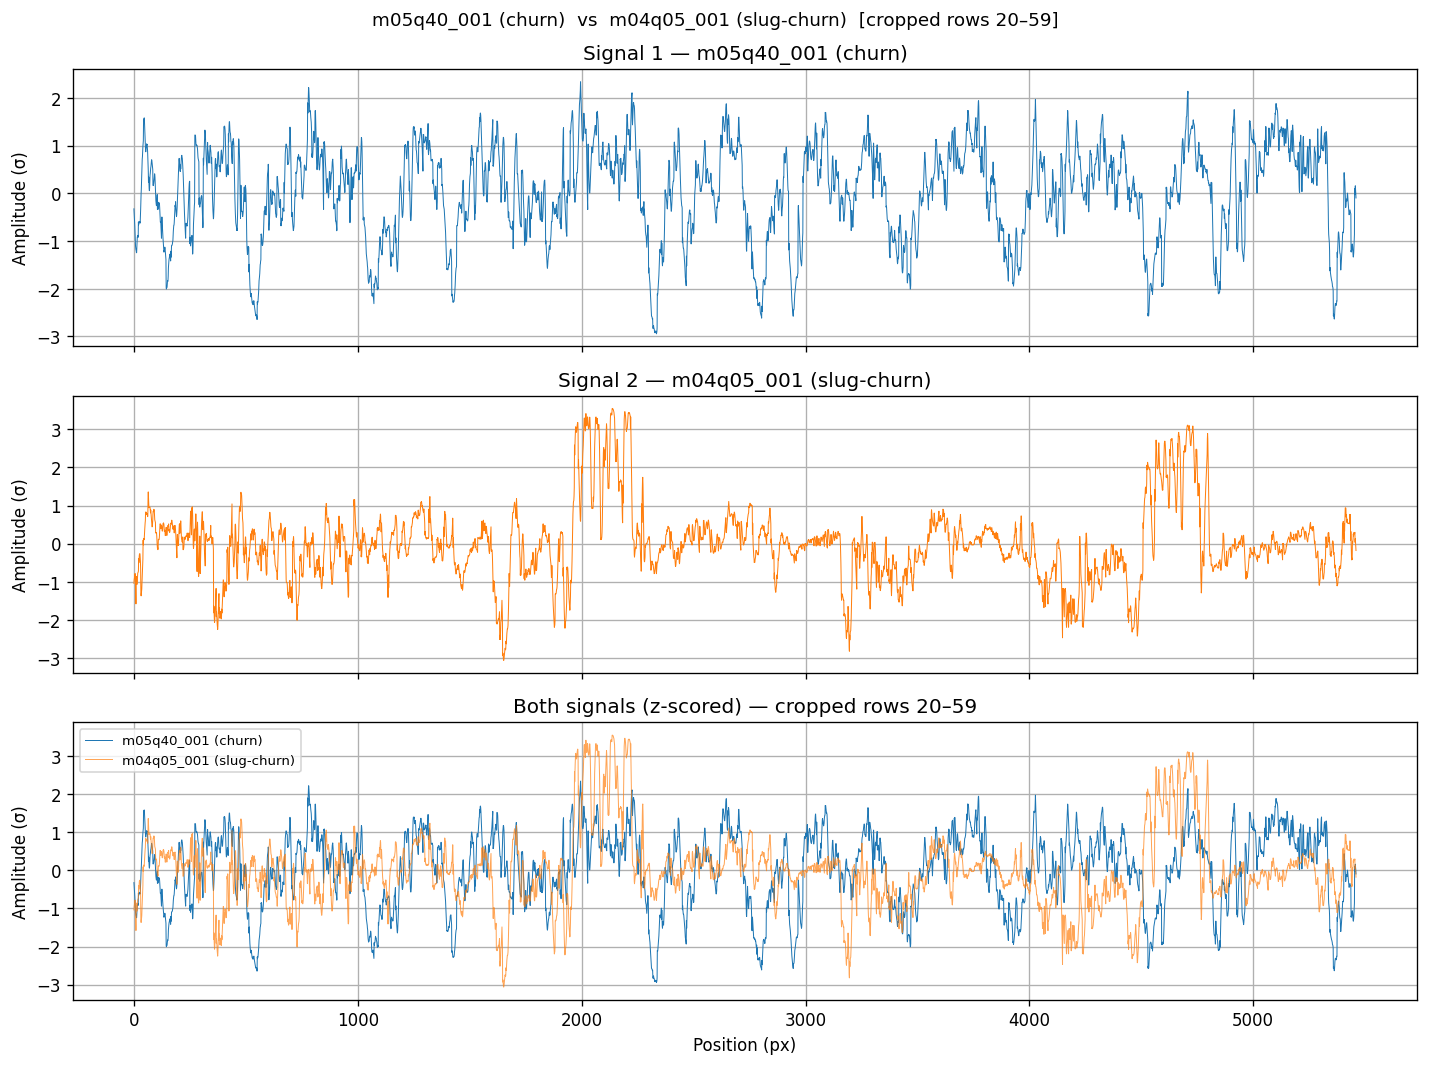 m05q40_001 (churn)  vs  m04q05_001 (slug-churn)  [cropped rows 20–59]
Signal 1 — m05q40_001 (churn)
Amplitude (σ)
2
1
0
−1
−2
−3
Signal 2 — m04q05_001 (slug-churn)
Amplitude (σ)
3
2
1
0
−1
−2
−3
Both signals (z-scored) — cropped rows 20–59
m05q40_001 (churn)
m04q05_001 (slug-churn)
Amplitude (σ)
3
2
1
0
−1
−2
−3
0 1000 2000 3000 4000 5000
Position (px)